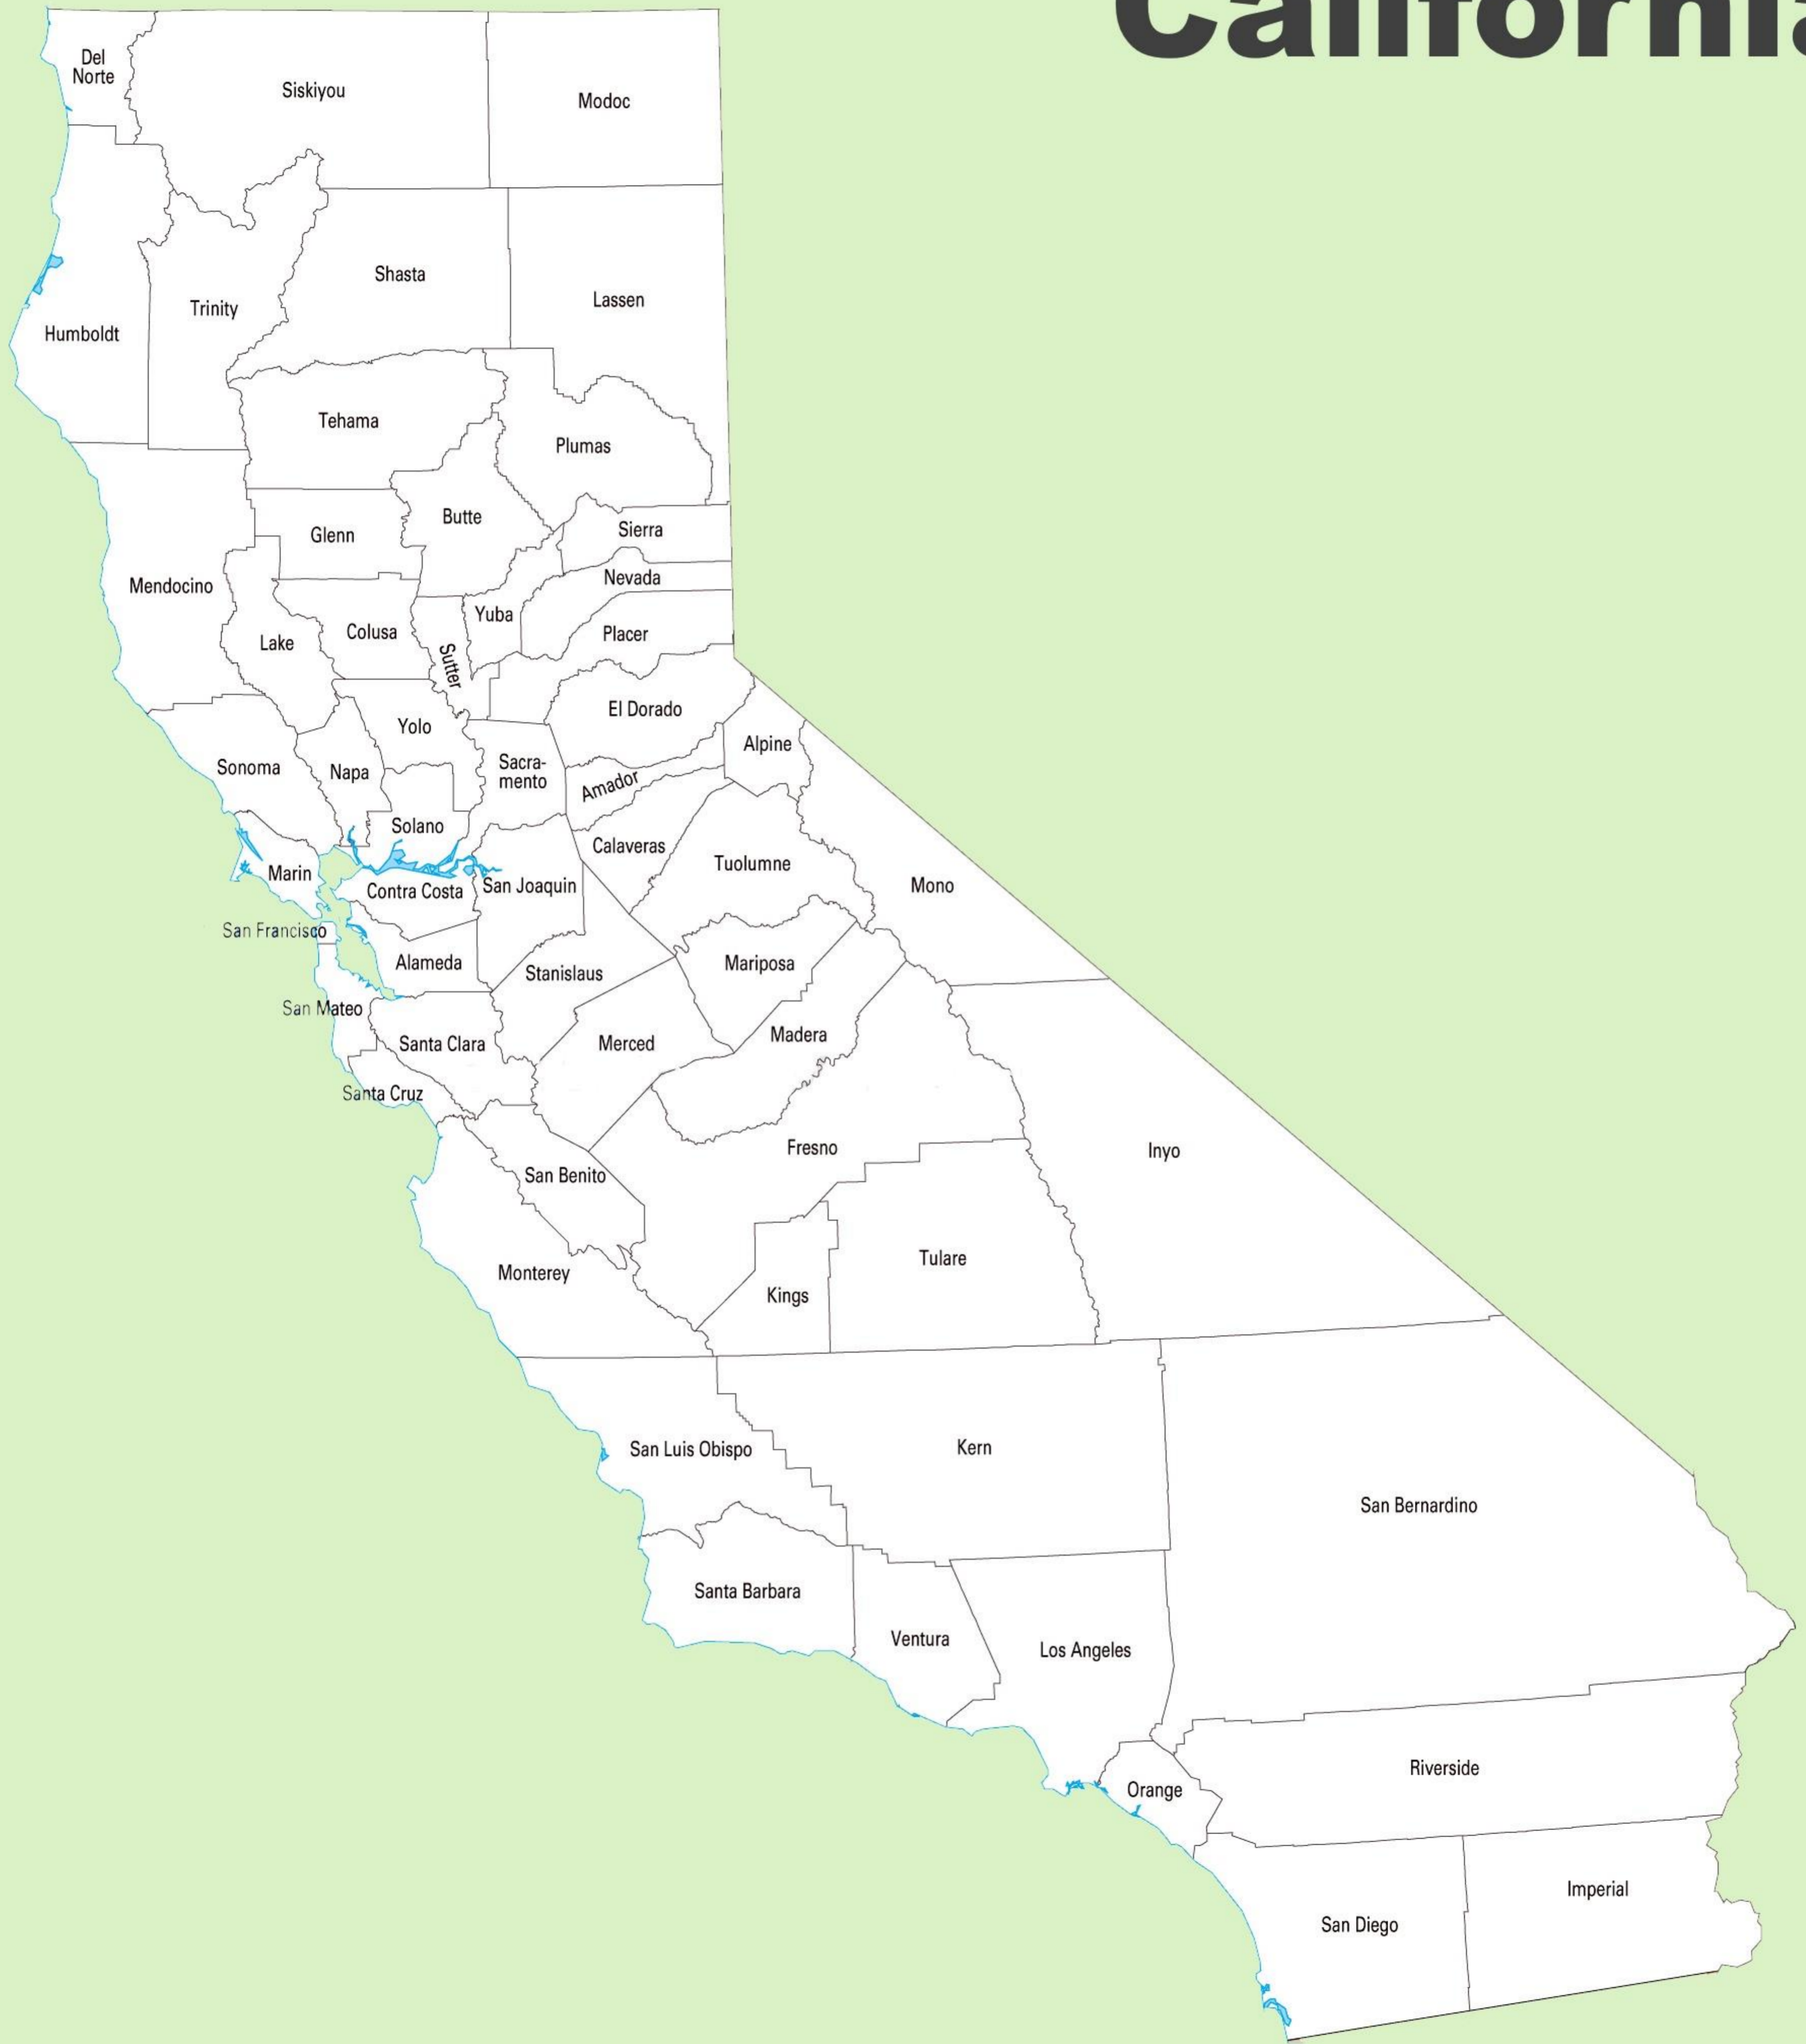 California
Del
Norte
Siskiyou
Modoc
Shasta
Lassen
Trinity
Humboldt
Tehama
Plumas
Butte
Sierra
Glenn
Nevada
Mendocino
Yuba
Colusa
Placer
Lake
Sutter
El Dorado
Yolo
Alpine
Sonoma
Napa
Sacra-
mento
Amador
Solano
Calaveras
Tuolumne
Marin
Contra Costa
San Joaquin
Mono
San Francisco
Alameda
Stanislaus
Mariposa
San Mateo
Santa Clara
Merced
Madera
Santa Cruz
Fresno
Inyo
San Benito
Monterey
Kings
Tulare
San Luis Obispo
Kern
San Bernardino
Santa Barbara
Ventura
Los Angeles
Orange
Riverside
Imperial
San Diego